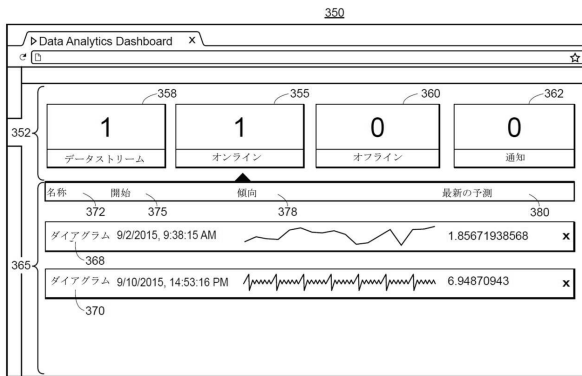 350
Data Analytics Dashboard X
358 355 360 362
352
1 1 0 0
データストリーム オンライン オフライン 通知
名称 開始 傾向 最新の予測
372 375 378 380
365
ダイアグラム 9/2/2015, 9:38:15 AM 1.85671938568 x
368
ダイアグラム 9/10/2015, 14:53:16 PM 6.94870943 x
370